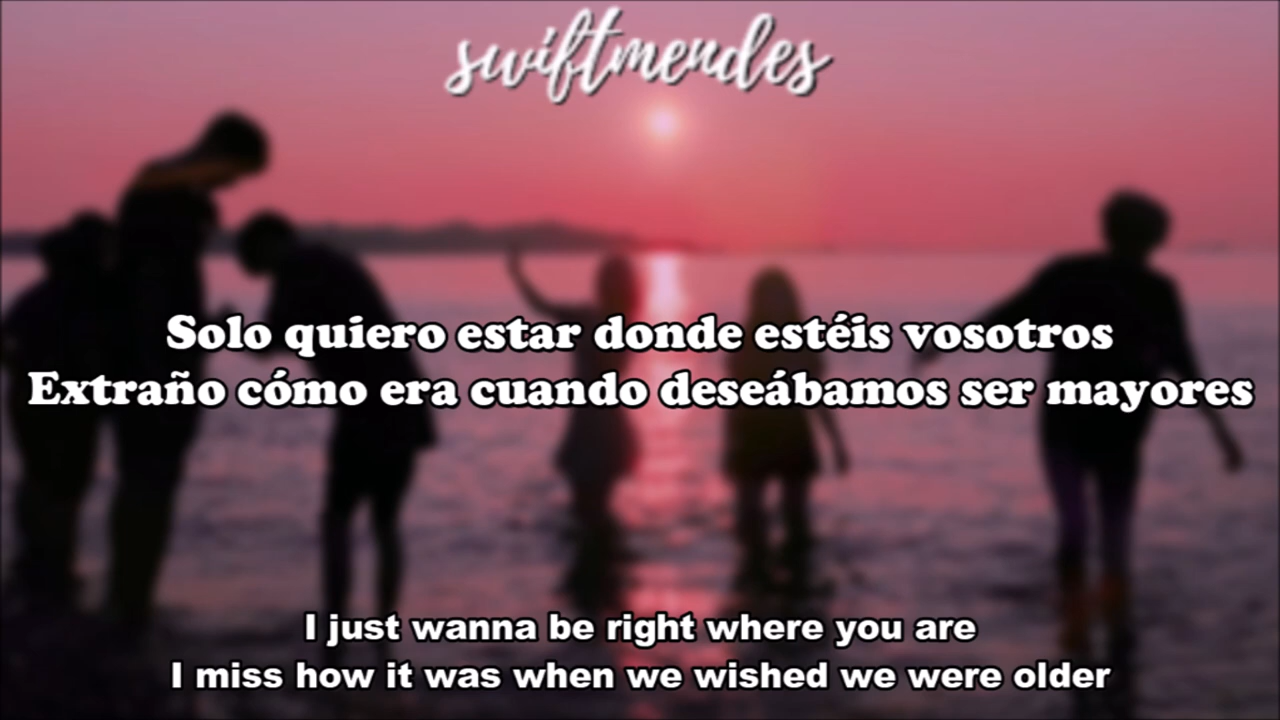 swiftmendes
Solo quiero estar donde estéis vosotros
Extraño cómo era cuando deseábamos ser mayores
I just wanna be right where you are
I miss how it was when we wished we were older